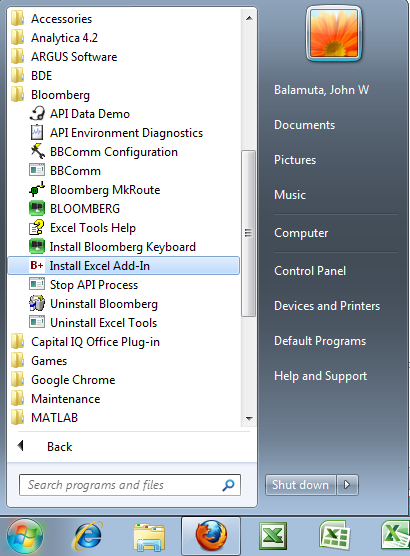 Accessories
Analytica 4.2
ARGUS Software
BDE
Bloomberg
API Data Demo
API Environment Diagnostics
BBComm Configuration
BBComm
Bloomberg MkRoute
BLOOMBERG
Excel Tools Help
Install Bloomberg Keyboard
B+ Install Excel Add-In
Stop API Process
Uninstall Bloomberg
Uninstall Excel Tools
Capital IQ Office Plug-in
Games
Google Chrome
Maintenance
MATLAB
Back
Search programs and files
Balamuta, John W
Documents
Pictures
Music
Computer
Control Panel
Devices and Printers
Default Programs
Help and Support
Shut down